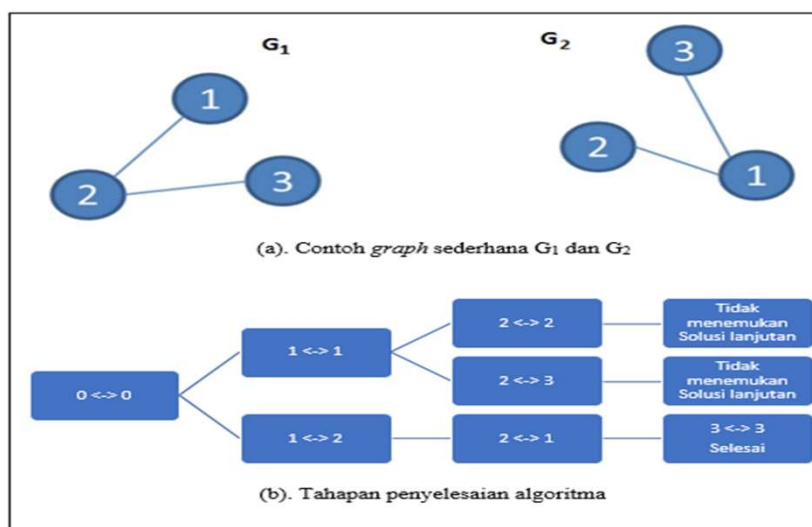 G₁
G₂
1
2
3
3
2
1
(a). Contoh graph sederhana G₁ dan G₂
0 <-> 0
1 <-> 1
1 <-> 2
2 <-> 2
2 <-> 3
2 <-> 1
Tidak
menemukan
Solusi lanjutan
Tidak
menemukan
Solusi lanjutan
3 <-> 3
Selesai
(b). Tahapan penyelesaian algoritma